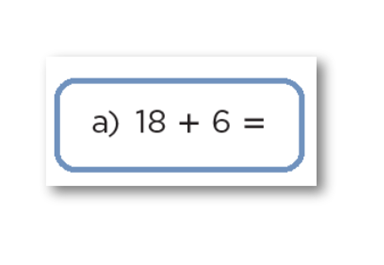 a) 18 + 6 =